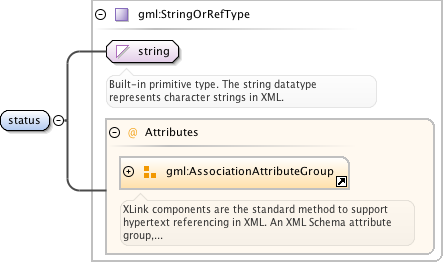 gml:StringOrRefType
string
Built-in primitive type. The string datatype
represents character strings in XML.
status
@ Attributes
gml:AssociationAttributeGroup
XLink components are the standard method to support
hypertext referencing in XML. An XML Schema attribute
group,...